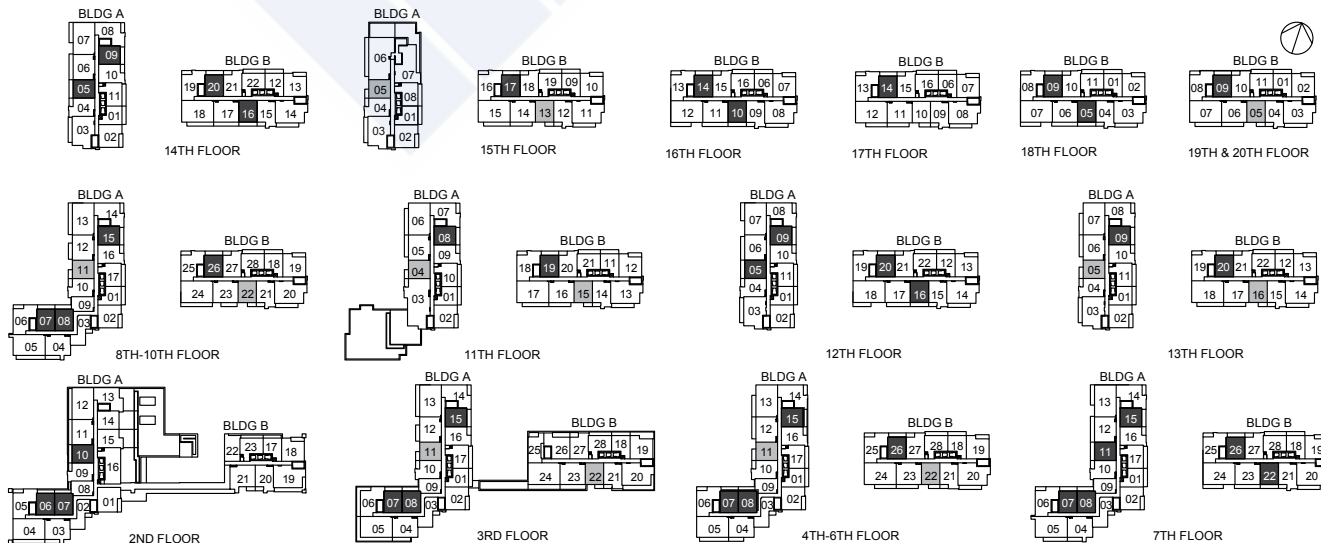 BLDG A
07 08
09
06 10
05 11
04 01
03 02
BLDG B
19 20 21 22 12 13
18 17 16 15 14
14TH FLOOR
BLDG A
06
07
05 08
04 01
03 02
BLDG B
16 17 18 19 09 10
15 14 13 12 11
15TH FLOOR
BLDG B
13 14 15 16 06 07
12 11 10 09 08
16TH FLOOR
BLDG B
13 14 15 16 06 07
12 11 10 09 08
17TH FLOOR
BLDG B
08 09 10 11 01 02
07 06 05 04 03
18TH FLOOR
BLDG B
08 09 10 11 01 02
07 06 05 04 03
19TH & 20TH FLOOR
BLDG A
13 14
15
12 16
11 17
10 01
09 02
06 07 08 03
05 04
BLDG B
25 26 27 28 18 19
24 23 22 21 20
8TH-10TH FLOOR
BLDG A
06 07
08
05 09
04 10
03 01
02
BLDG B
18 19 20 21 11 12
17 16 15 14 13
11TH FLOOR
BLDG A
07 08
09
06 10
05 11
04 01
03 02
BLDG B
19 20 21 22 12 13
18 17 16 15 14
12TH FLOOR
BLDG A
07 08
09
06 10
05 11
04 01
03 02
BLDG B
19 20 21 22 12 13
18 17 16 15 14
13TH FLOOR
BLDG A
12 13
14
11 15
10
09 16
08
05 06 07 02 01
04 03
BLDG B
22 23 17 18
21 20 19
2ND FLOOR
BLDG A
13 14
15
12 16
11 17
10 01
09 02
06 07 08 03
05 04
BLDG B
25 26 27 28 18 19
24 23 22 21 20
3RD FLOOR
BLDG A
13 14
15
12 16
11 17
10 01
09 02
06 07 08 03
05 04
BLDG B
25 26 27 28 18 19
24 23 22 21 20
4TH-6TH FLOOR
BLDG A
13 14
15
12 16
11 17
10 01
09 02
06 07 08 03
05 04
BLDG B
25 26 27 28 18 19
24 23 22 21 20
7TH FLOOR